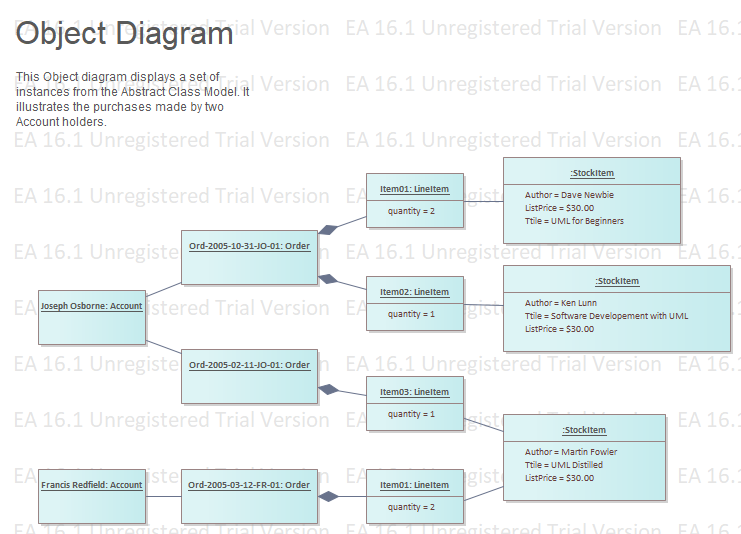 Object Diagram
EA 16.1 Unregistered Trial Version EA 16.1 Unregistered Trial Version EA 16.1
This Object diagram displays a set of
instances from the Abstract Class Model. It
illustrates the purchases made by two
Account holders.
:StockItem
Author = Dave Newbie
ListPrice = $30.00
Ttile = UML for Beginners
Item01: LineItem
quantity = 2
Ord-2005-10-31-JO-01: Order
:StockItem
Author = Ken Lunn
Ttile = Software Developement with UML
ListPrice = $30.00
Item02: LineItem
quantity = 1
Joseph Osborne: Account
Ord-2005-02-11-JO-01: Order
Item03: LineItem
quantity = 1
:StockItem
Author = Martin Fowler
Ttile = UML Distilled
ListPrice = $30.00
Francis Redfield: Account
Ord-2005-03-12-FR-01: Order
Item01: LineItem
quantity = 2